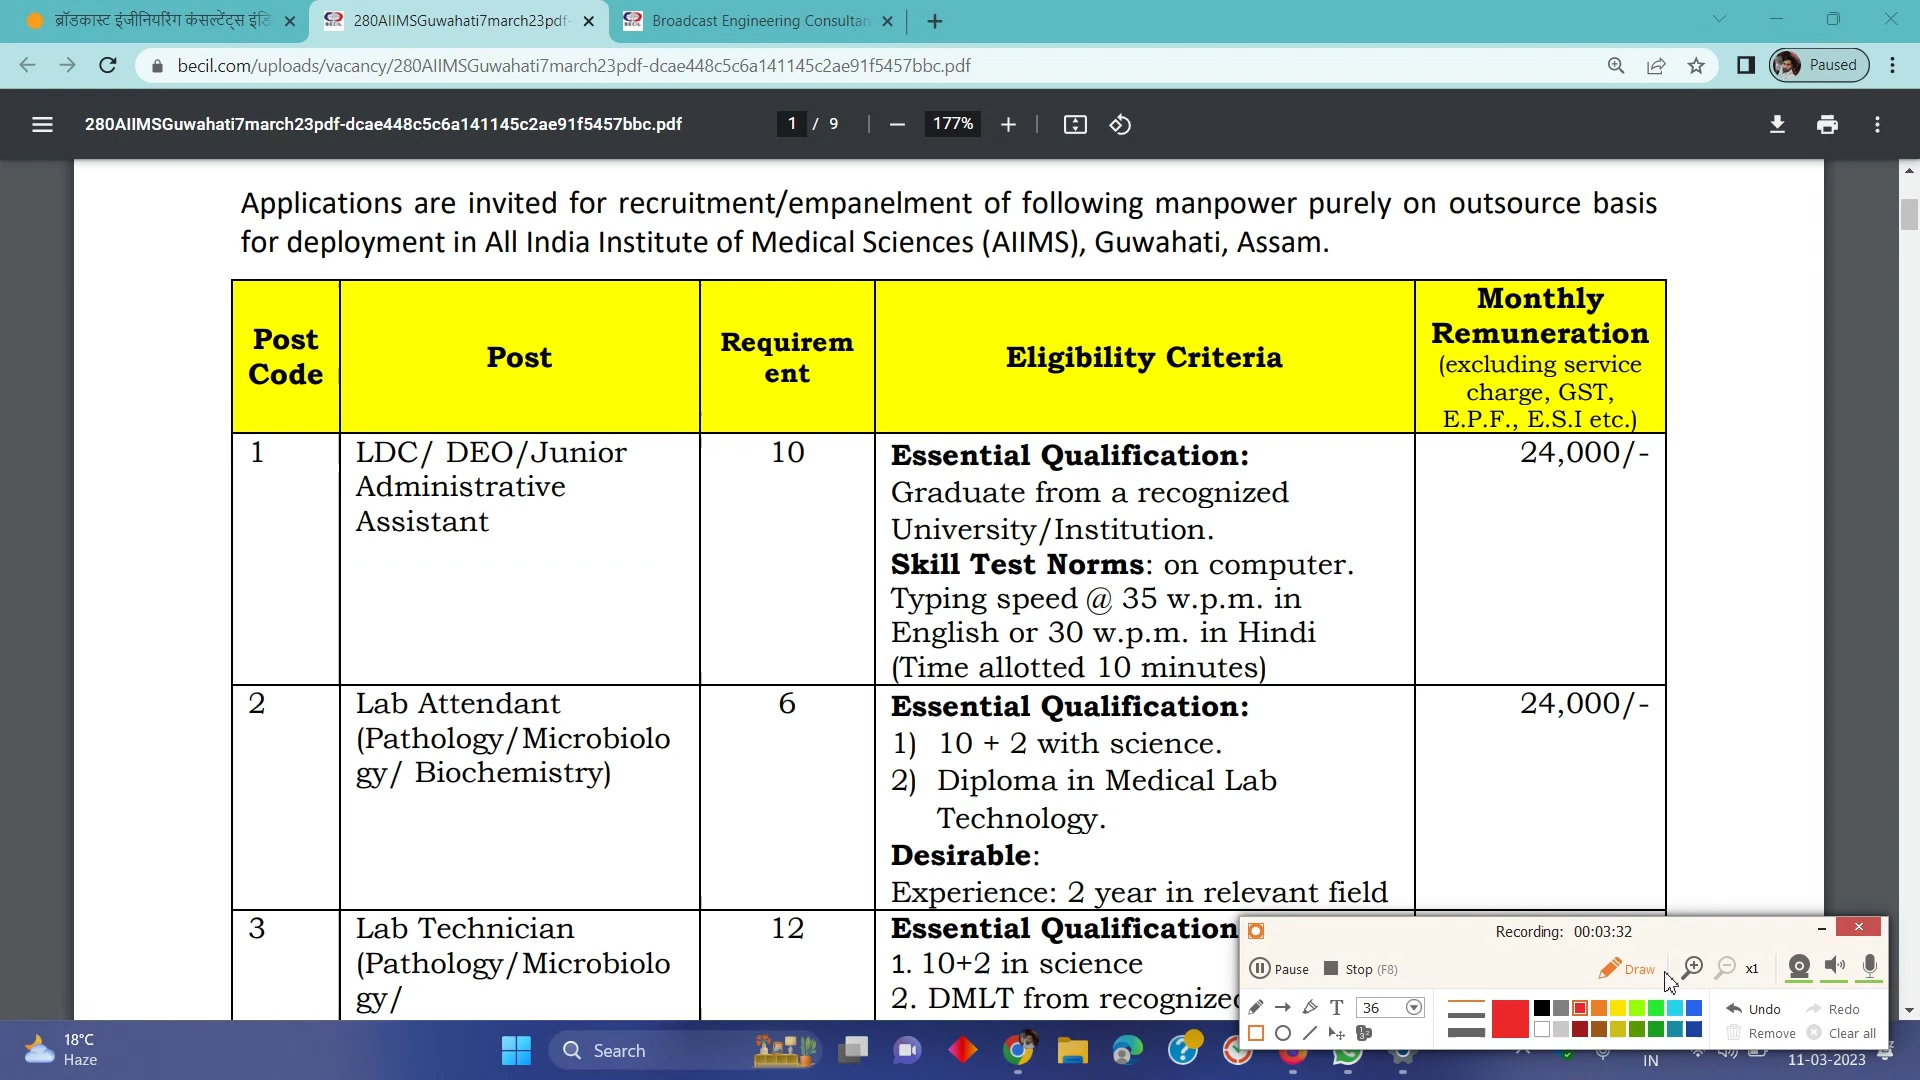 ब्रॉडकास्ट इंजीनियरिंग कंसल्टेंट्स इंडि
280AIIMSGuwahati7march23pdf-
Broadcast Engineering Consultan
becil.com/uploads/vacancy/280AIIMSGuwahati7march23pdf-dcae448c5c6a141145c2ae91f5457bbc.pdf
Paused
280AIIMSGuwahati7march23pdf-dcae448c5c6a141145c2ae91f5457bbc.pdf
1 / 9
177%
Applications are invited for recruitment/empanelment of following manpower purely on outsource basis
for deployment in All India Institute of Medical Sciences (AIIMS), Guwahati, Assam.
Post
Code
Post
Requirem
ent
Eligibility Criteria
Monthly
Remuneration
(excluding service
charge, GST,
E.P.F., E.S.I etc.)
1
LDC/ DEO/Junior
Administrative
Assistant
10
Essential Qualification:
Graduate from a recognized
University/Institution.
Skill Test Norms: on computer.
Typing speed @ 35 w.p.m. in
English or 30 w.p.m. in Hindi
(Time allotted 10 minutes)
24,000/-
2
Lab Attendant
(Pathology/Microbiolo
gy/ Biochemistry)
6
Essential Qualification:
1) 10 + 2 with science.
2) Diploma in Medical Lab
Technology.
Desirable:
Experience: 2 year in relevant field
24,000/-
3
Lab Technician
(Pathology/Microbiolo
gy/
12
Essential Qualification
1. 10+2 in science
2. DMLT from recognized
Recording: 00:03:32
Pause
Stop (F8)
Draw
x1
T
36
Undo
Redo
Remove
Clear all
18°C
Haze
Search
IN
11-03-2023